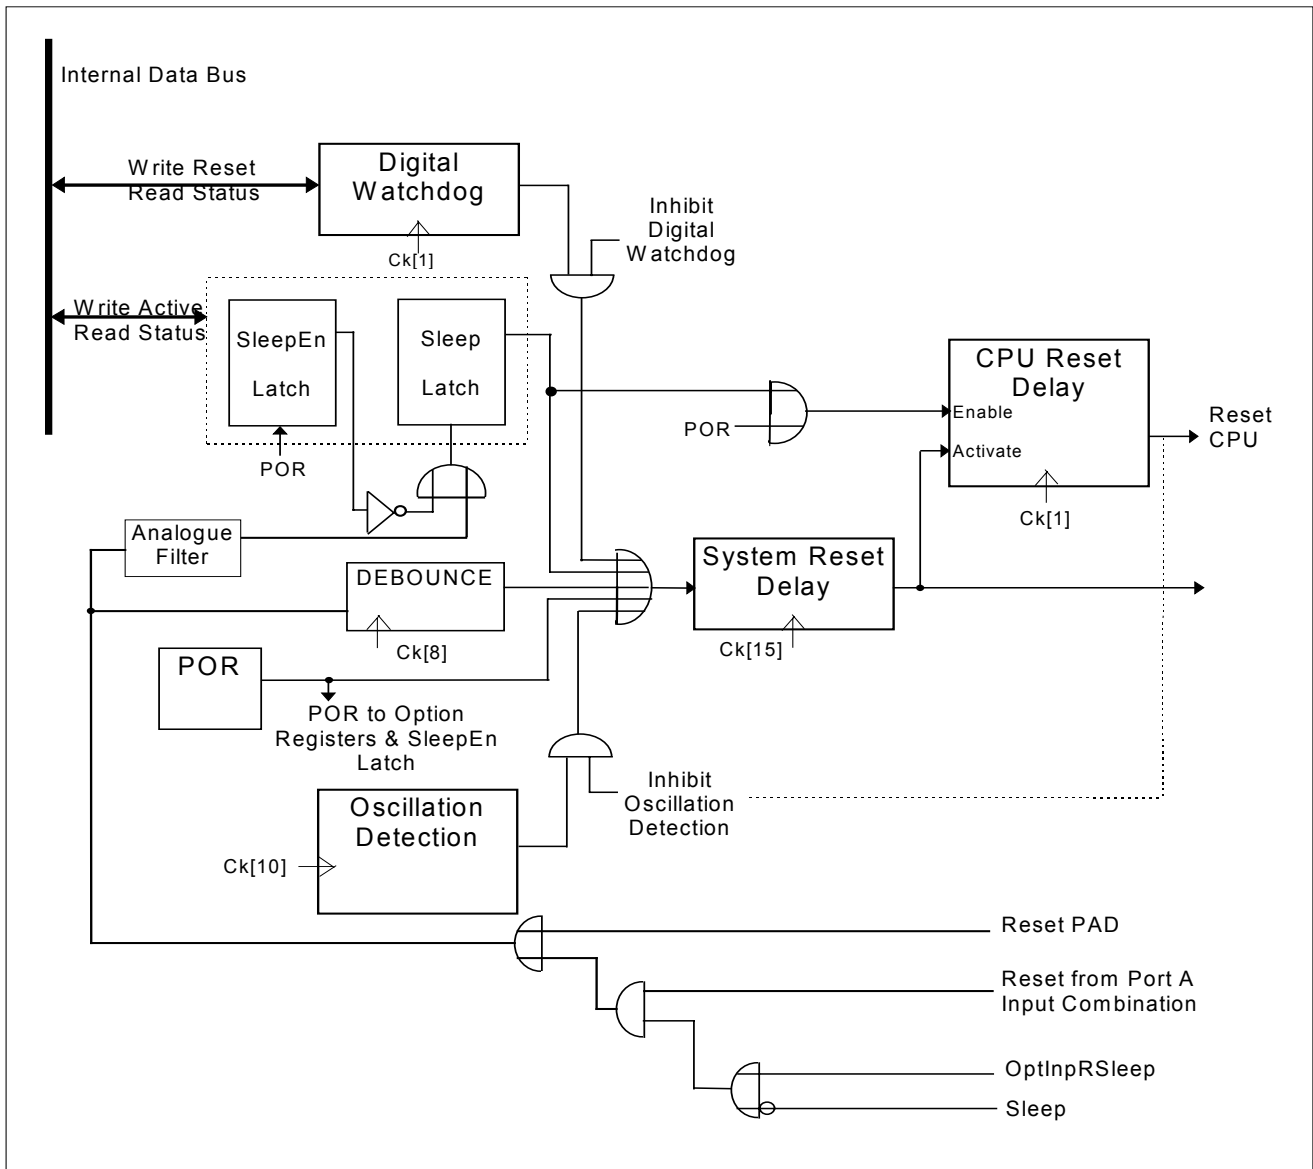 Internal Data Bus
Write Reset
Read Status
Digital
Watchdog
Ck[1]
Inhibit
Digital
Watchdog
Write Active
Read Status
SleepEn
Latch
Sleep
Latch
POR
CPU Reset
Delay
Enable
Activate
Ck[1]
Reset
CPU
POR
Analogue
Filter
DEBOUNCE
Ck[8]
System Reset
Delay
Ck[15]
POR
POR to Option
Registers & SleepEn
Latch
Inhibit
Oscillation
Detection
Oscillation
Detection
Ck[10]
Reset PAD
Reset from Port A
Input Combination
OptInpRSleep
Sleep